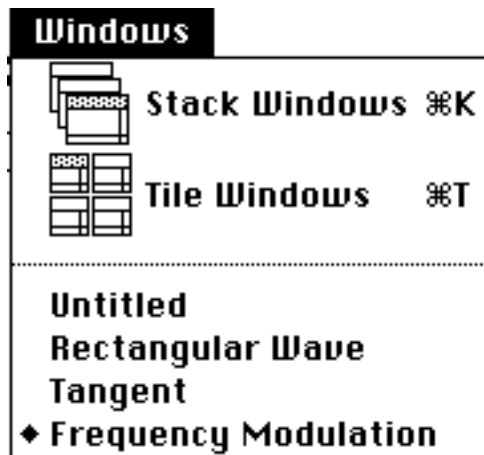 Windows
Stack Windows ⌘K
Tile Windows ⌘T
Untitled
Rectangular Wave
Tangent
◆ Frequency Modulation